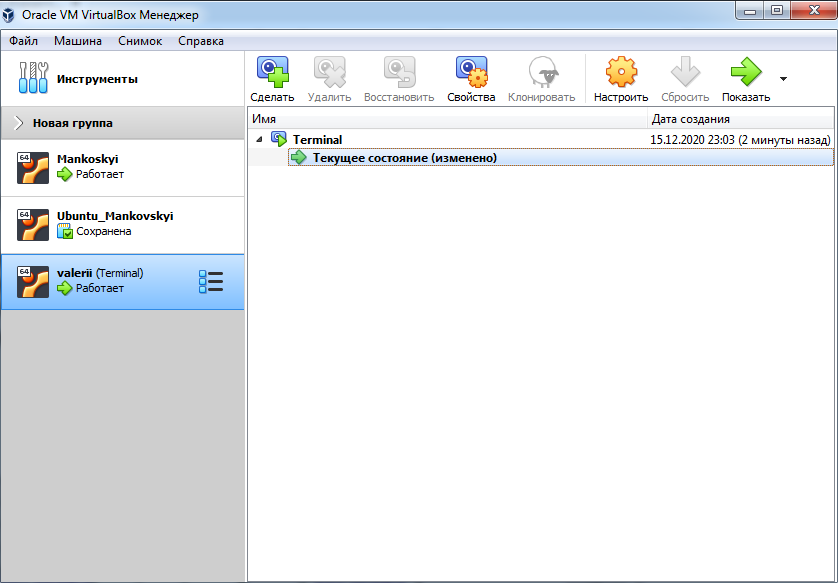 Oracle VM VirtualBox Менеджер
Файл Машина Снимок Справка
Инструменты
Сделать Удалить Восстановить Свойства Клонировать Настроить Сбросить Показать
Новая группа
Имя Дата создания
Terminal 15.12.2020 23:03 (2 минуты назад)
Текущее состояние (изменено)
64 Mankoskyi
Работает
64 Ubuntu_Mankovskyi
Сохранена
64 valerii (Terminal)
Работает